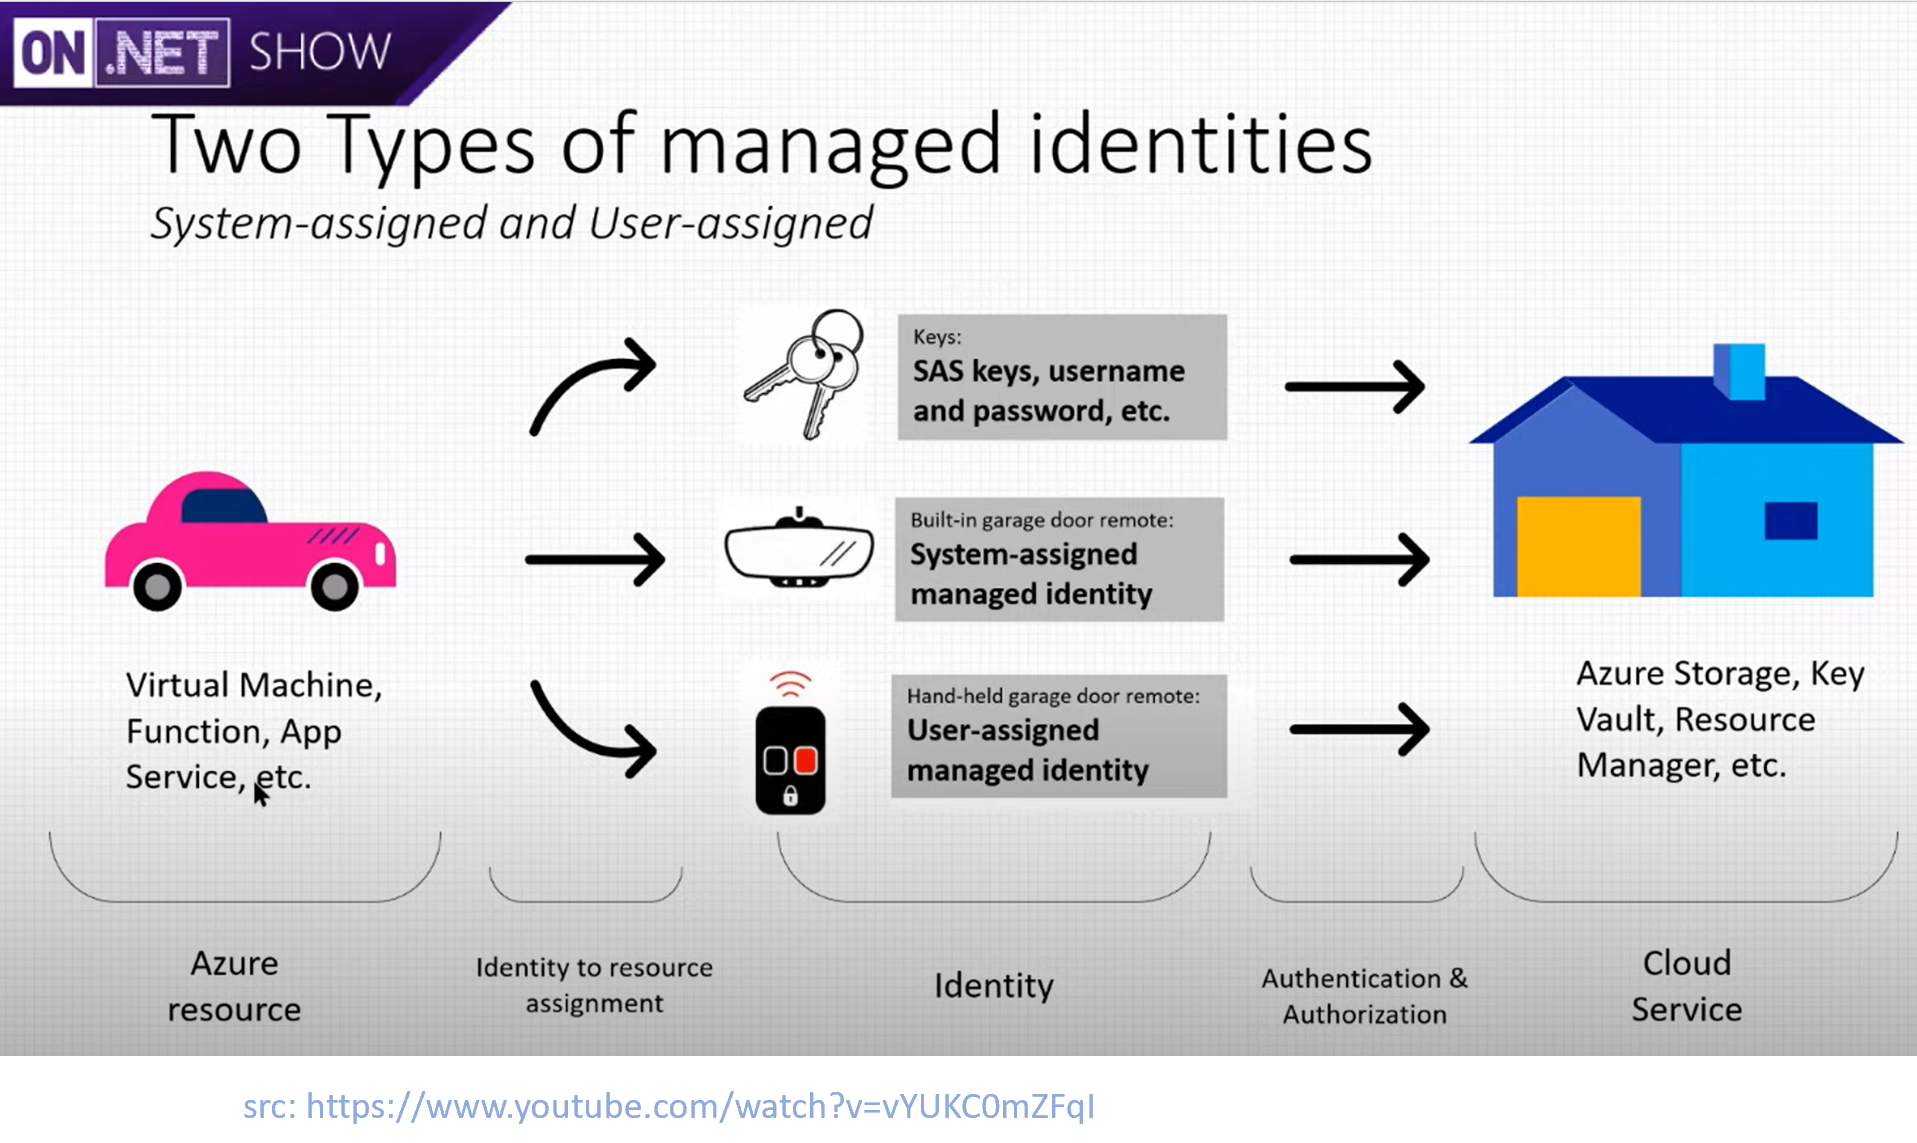 ON .NET SHOW
Two Types of managed identities
System-assigned and User-assigned
Keys:
SAS keys, username
and password, etc.
Built-in garage door remote:
System-assigned
managed identity
Hand-held garage door remote:
User-assigned
managed identity
Virtual Machine,
Function, App
Service, etc.
Azure Storage, Key
Vault, Resource
Manager, etc.
Azure
resource
Identity to resource
assignment
Identity
Authentication &
Authorization
Cloud
Service
src: https://www.youtube.com/watch?v=vYUKC0mZFqI